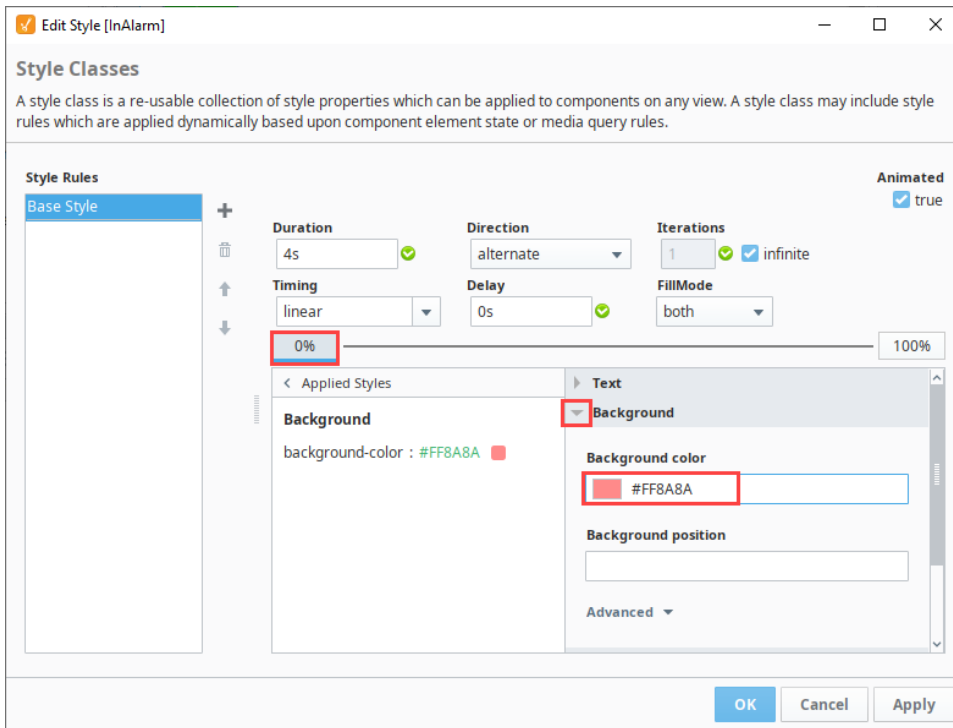 Edit Style [InAlarm]
Style Classes
A style class is a re-usable collection of style properties which can be applied to components on any view. A style class may include style
rules which are applied dynamically based upon component element state or media query rules.
Style Rules
Animated
Base Style
true
Duration Direction Iterations
4s alternate 1 infinite
Timing Delay FillMode
linear 0s both
0% 100%
< Applied Styles
Text
Background
Background
background-color : #FF8A8A
Background color
#FF8A8A
Background position
Advanced
OK Cancel Apply